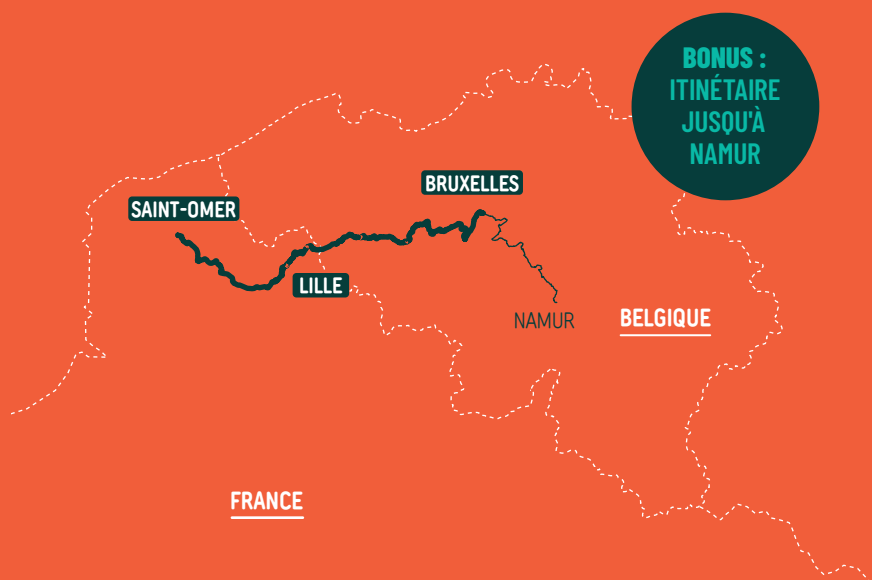 BONUS :
ITINÉTAIRE
JUSQU'À
NAMUR
BRUXELLES
SAINT-OMER
LILLE
NAMUR
BELGIQUE
FRANCE